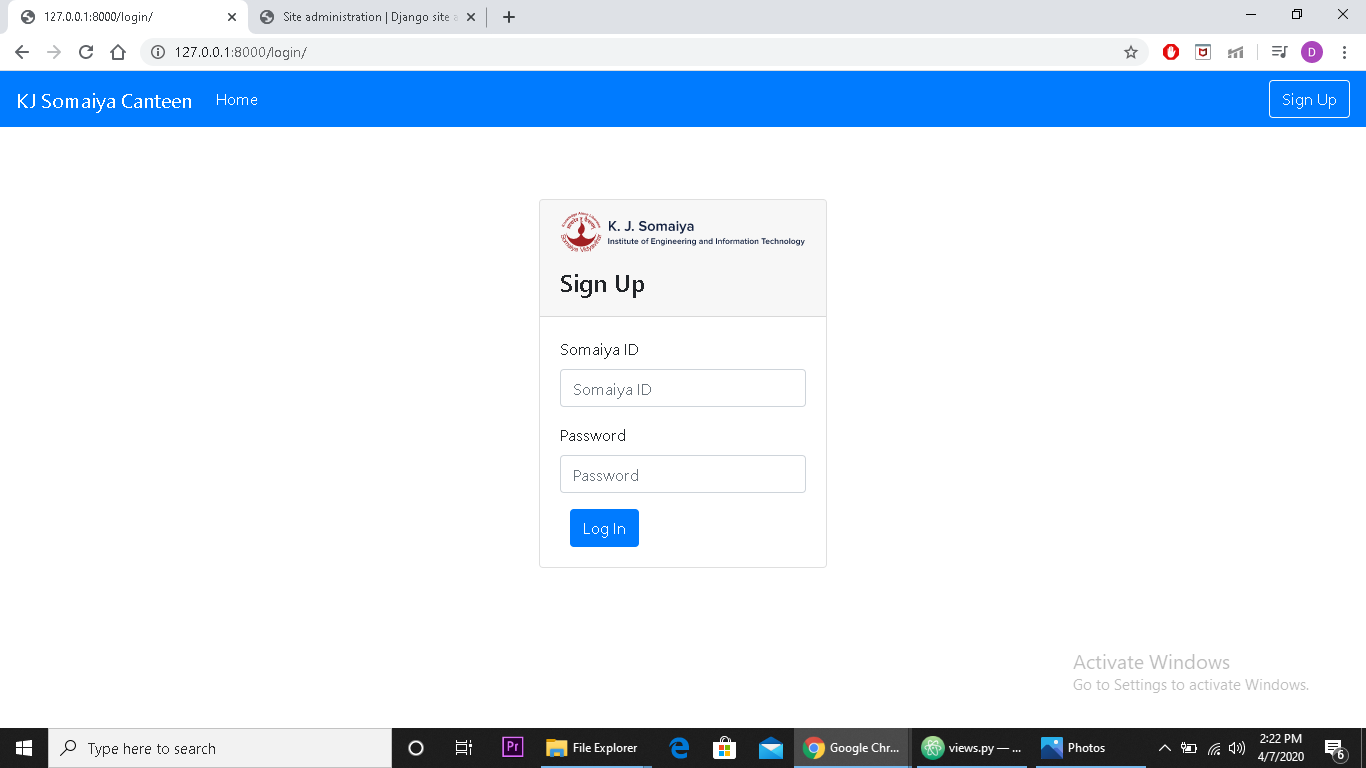 127.0.0.1:8000/login/
Site administration | Django site a
127.0.0.1:8000/login/
D
KJ Somaiya Canteen
Home
Sign Up
K. J. Somaiya
Institute of Engineering and Information Technology
Sign Up
Somaiya ID
Somaiya ID
Password
Password
Log In
Activate Windows
Go to Settings to activate Windows.
Type here to search
Pr
File Explorer
Google Chr...
views.py — ...
Photos
2:22 PM
4/7/2020
6